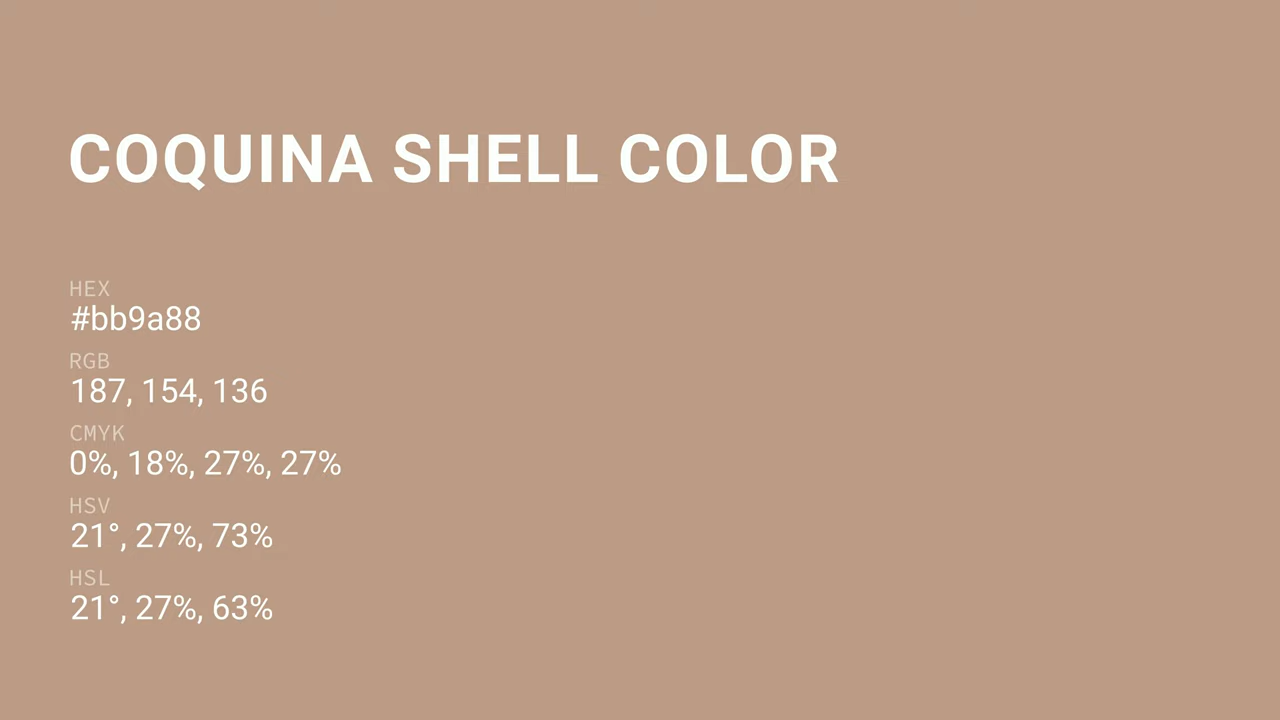 COQUINA SHELL COLOR
HEX
#bb9a88
RGB
187, 154, 136
CMYK
0%, 18%, 27%, 27%
HSV
21°, 27%, 73%
HSL
21°, 27%, 63%